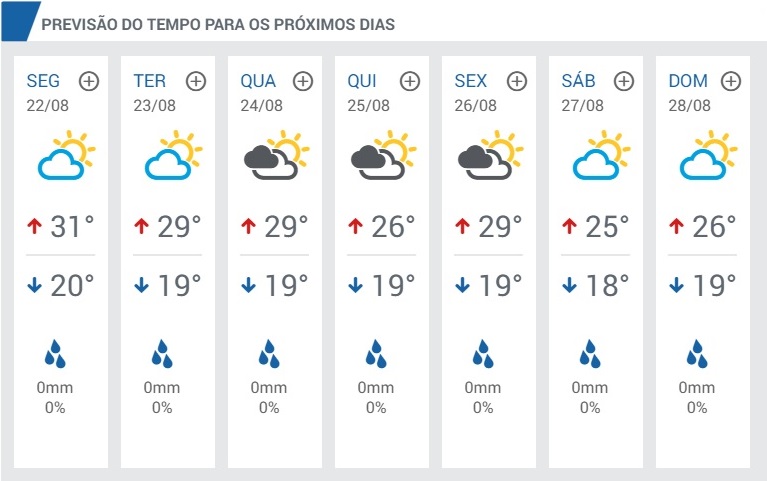 PREVISÃO DO TEMPO PARA OS PRÓXIMOS DIAS
SEG
22/08
31°
20°
0mm
0%
TER
23/08
29°
19°
0mm
0%
QUA
24/08
29°
19°
0mm
0%
QUI
25/08
26°
19°
0mm
0%
SEX
26/08
29°
19°
0mm
0%
SÁB
27/08
25°
18°
0mm
0%
DOM
28/08
26°
19°
0mm
0%